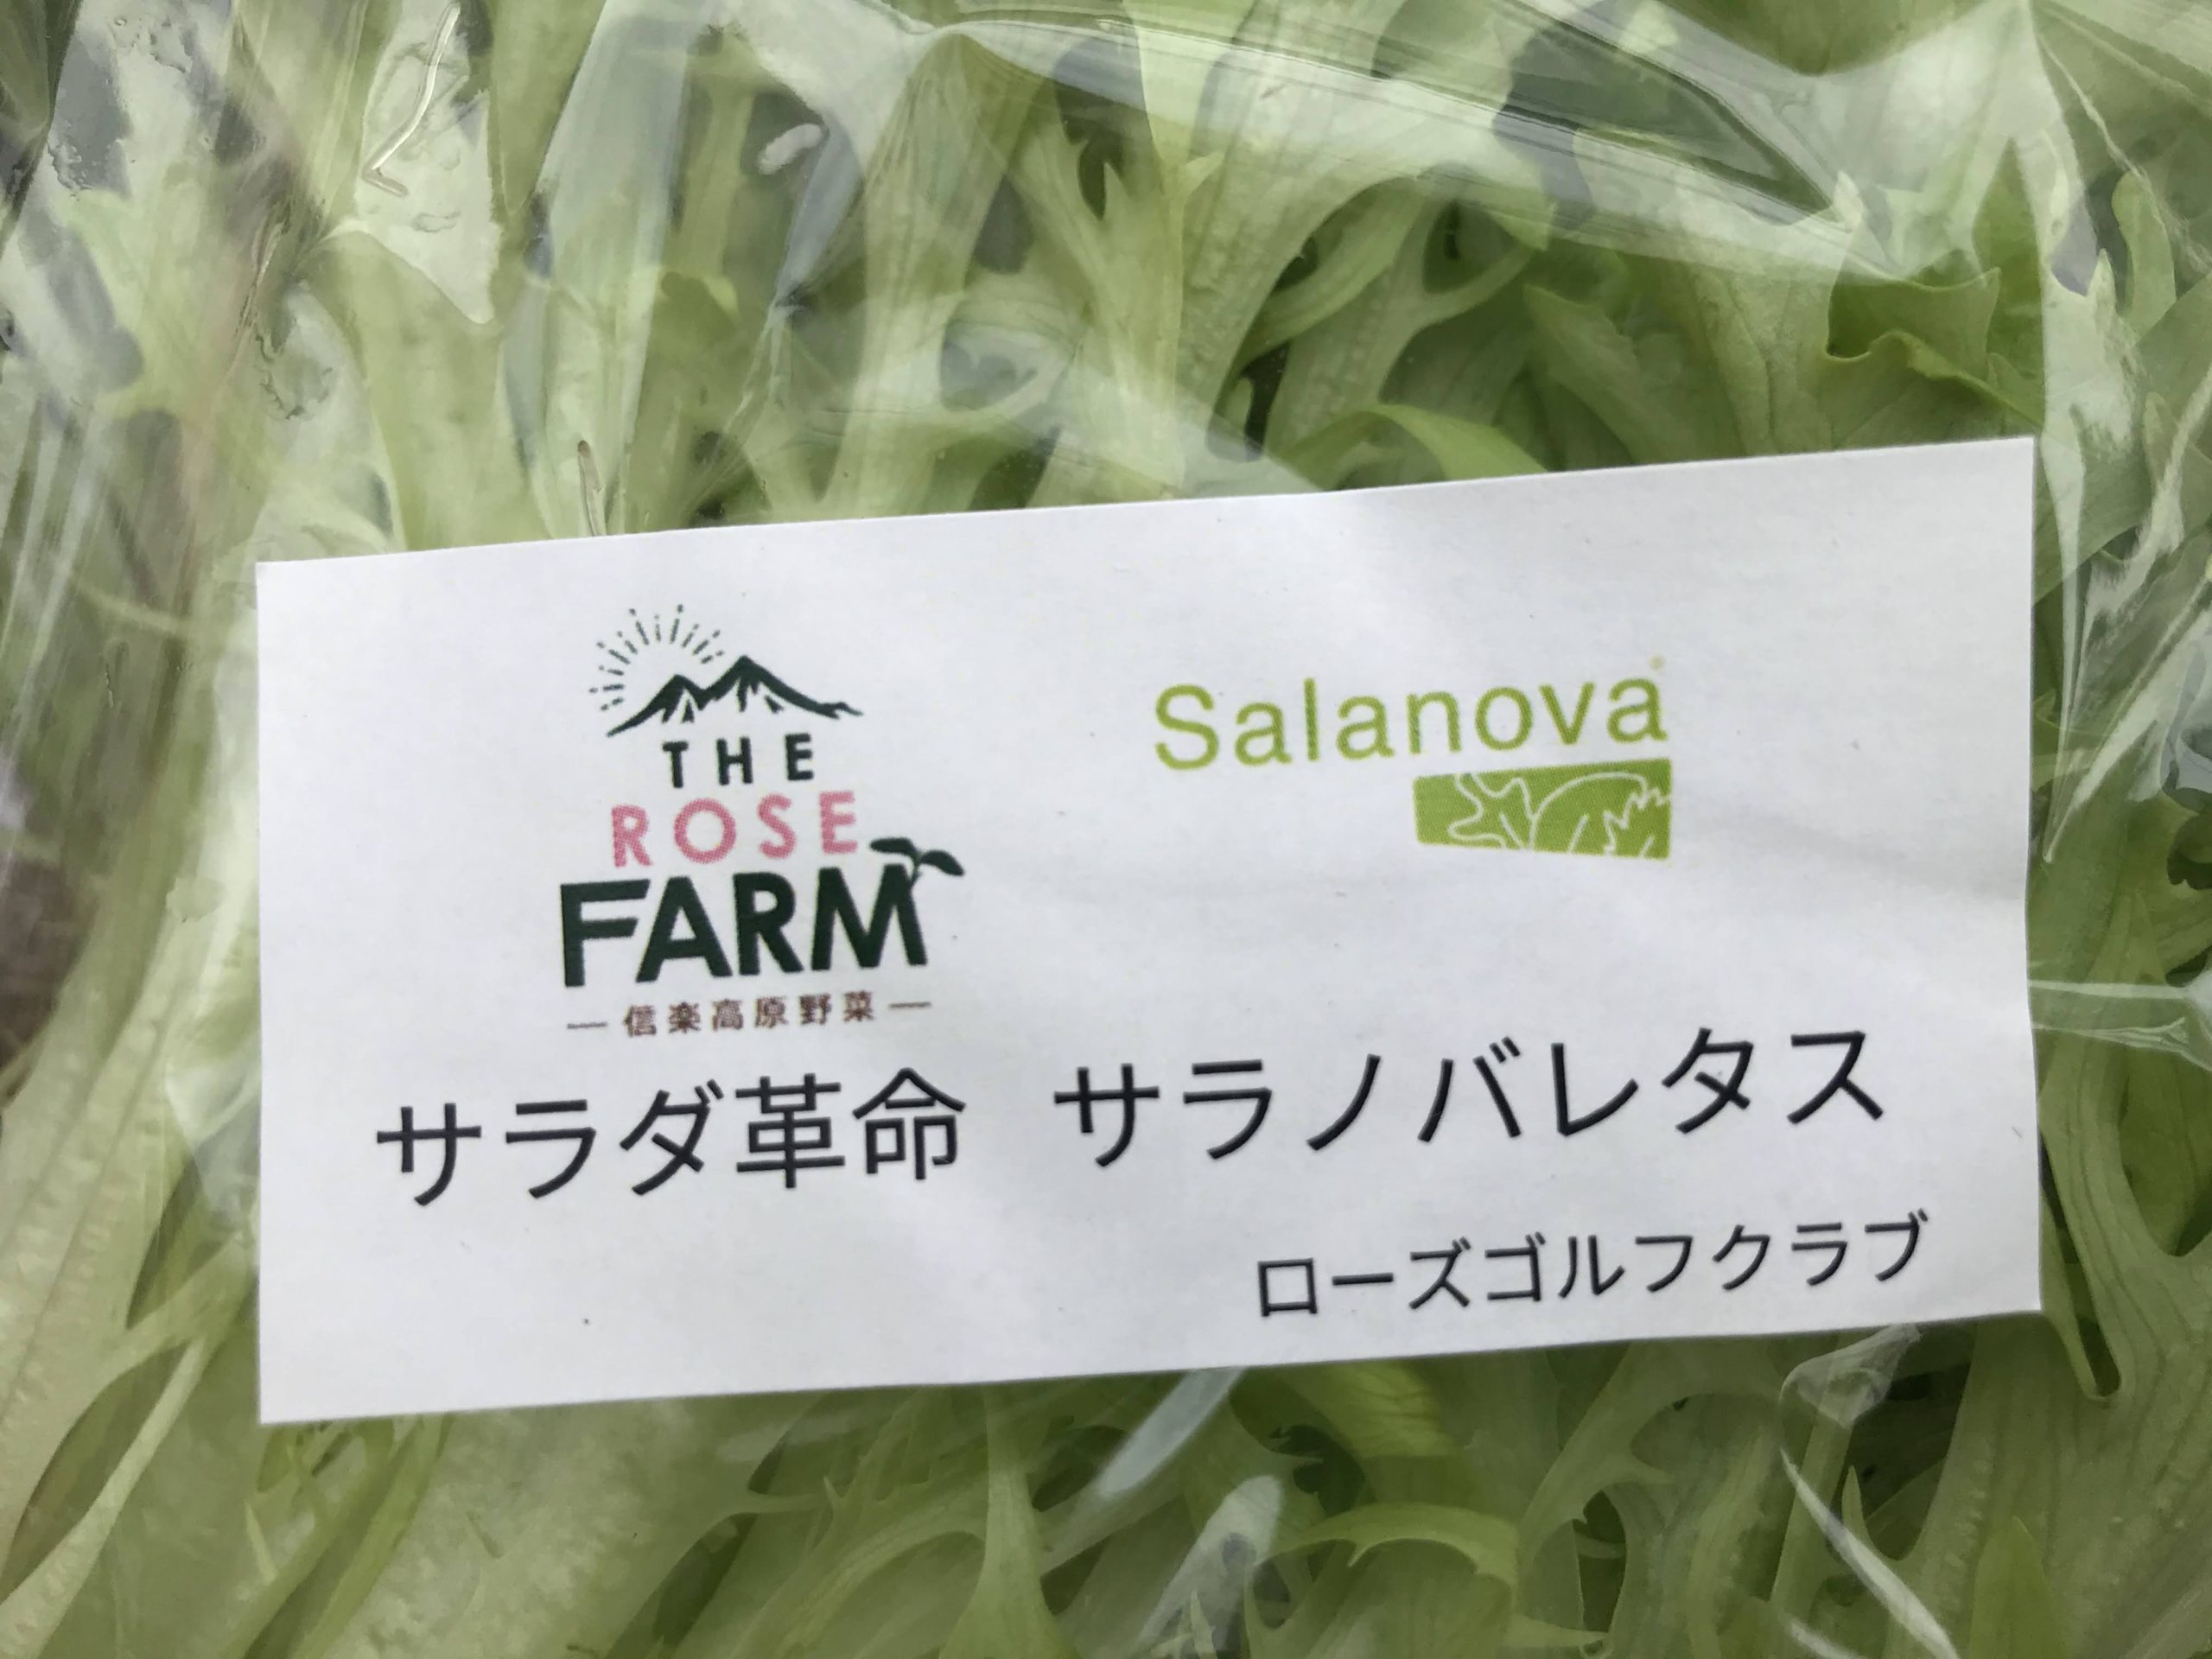 THE
ROSE
FARM
― 信楽高原野菜 ―
Salanova
サラダ革命 サラノバレタス
ローズゴルフクラブ